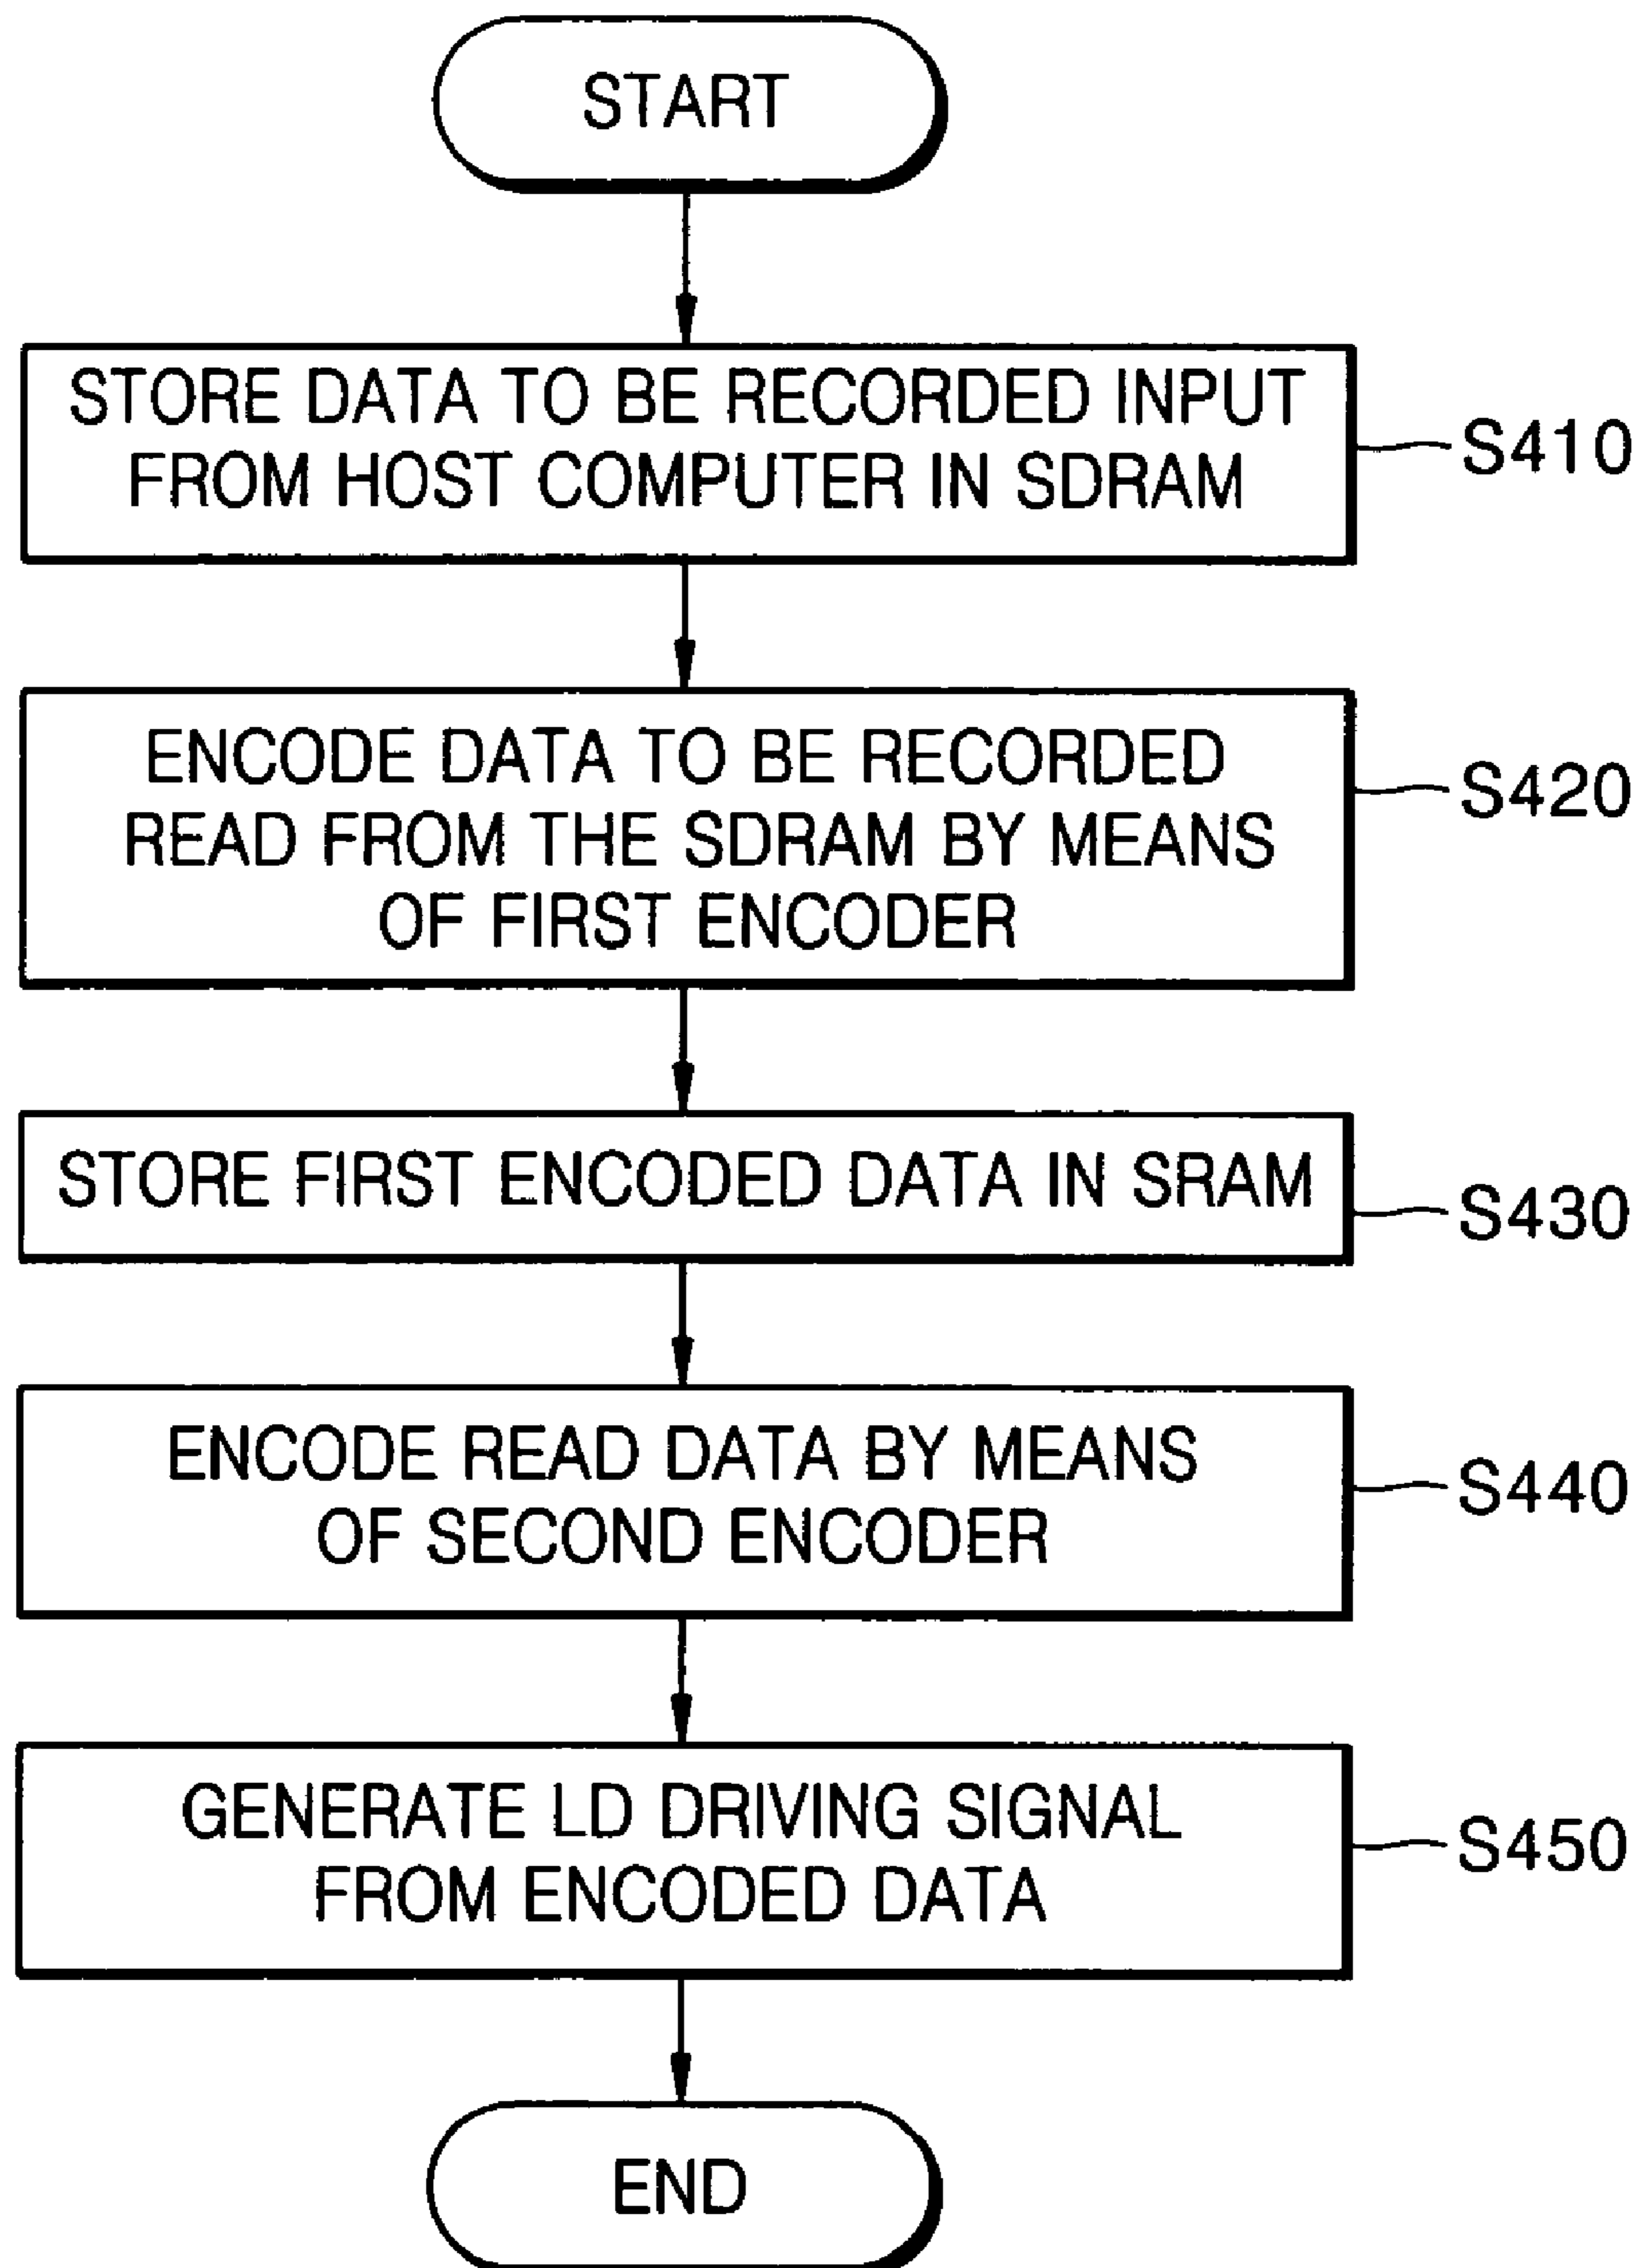 START
STORE DATA TO BE RECORDED INPUT
FROM HOST COMPUTER IN SDRAM
S410
ENCODE DATA TO BE RECORDED
READ FROM THE SDRAM BY MEANS
OF FIRST ENCODER
S420
STORE FIRST ENCODED DATA IN SRAM
S430
ENCODE READ DATA BY MEANS
OF SECOND ENCODER
S440
GENERATE LD DRIVING SIGNAL
FROM ENCODED DATA
S450
END